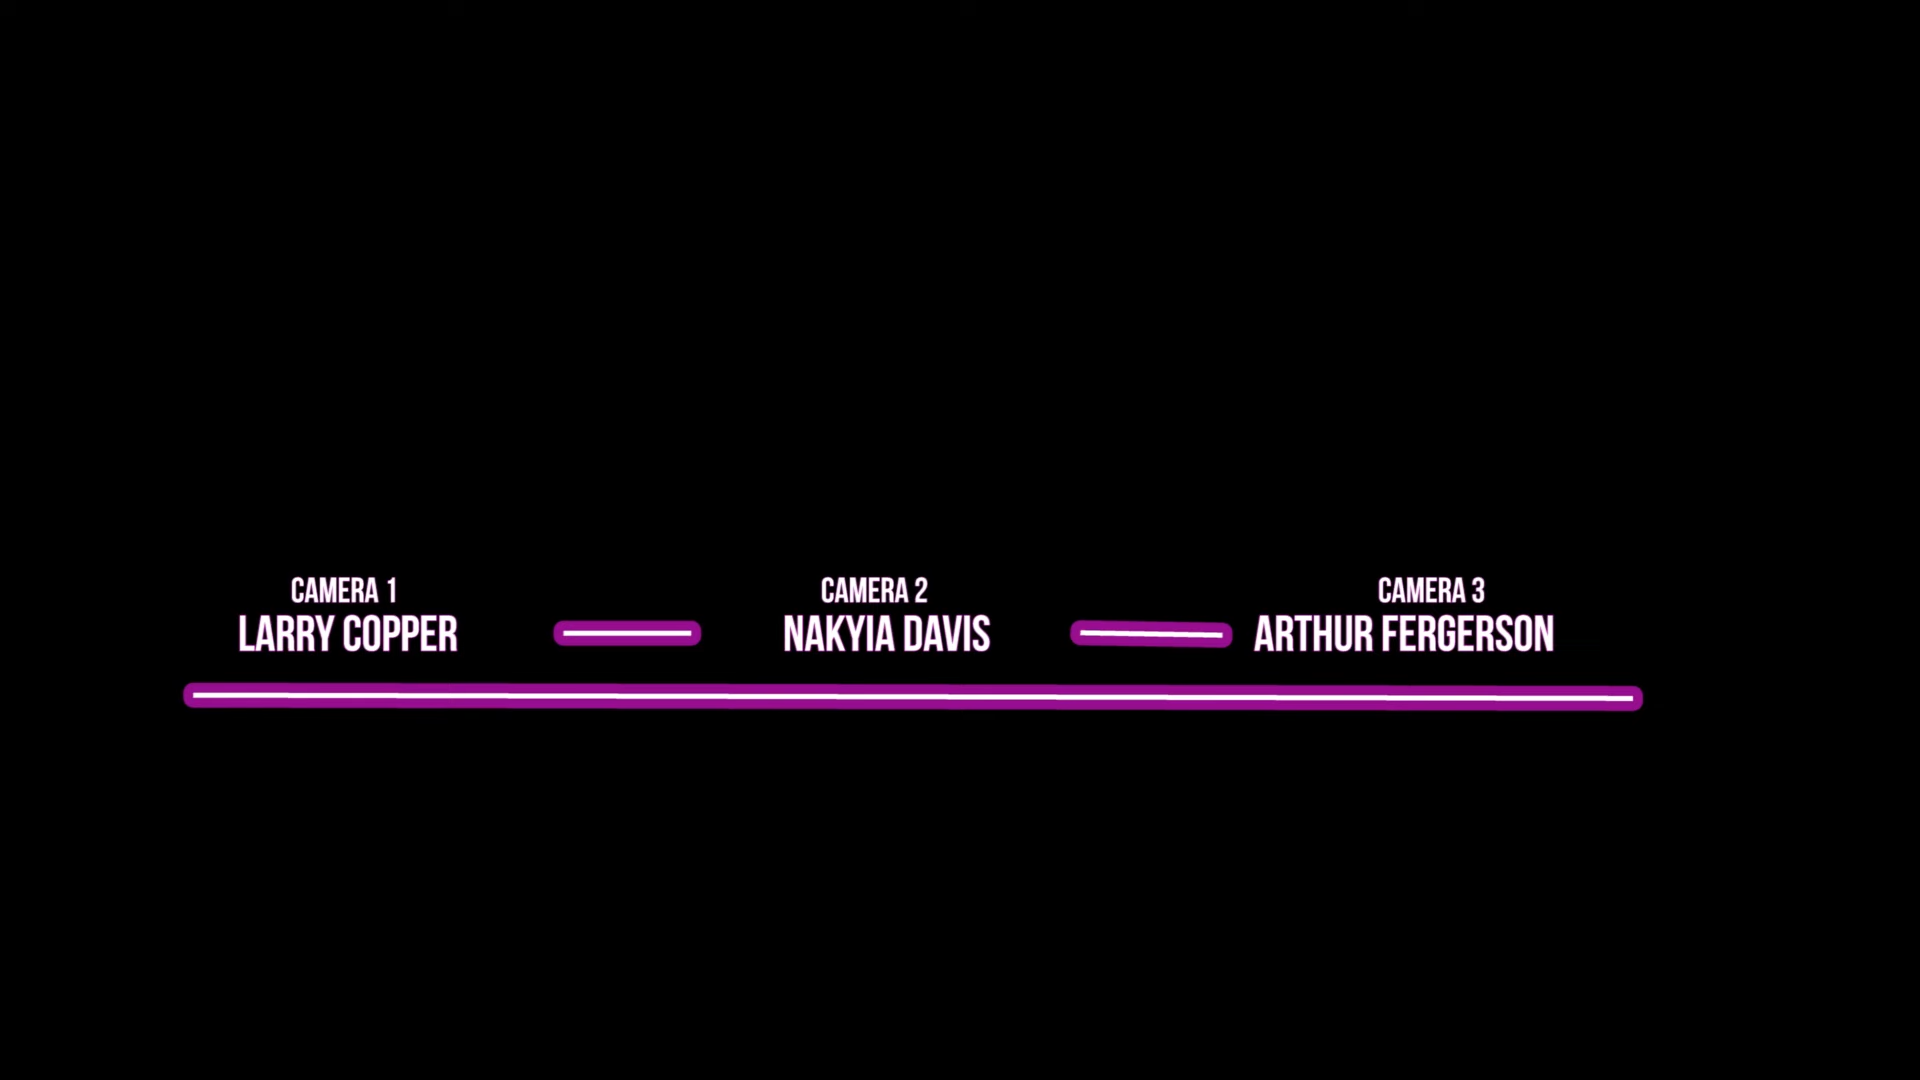 CAMERA 1
LARRY COPPER
CAMERA 2
NAKYIA DAVIS
CAMERA 3
ARTHUR FERGERSON